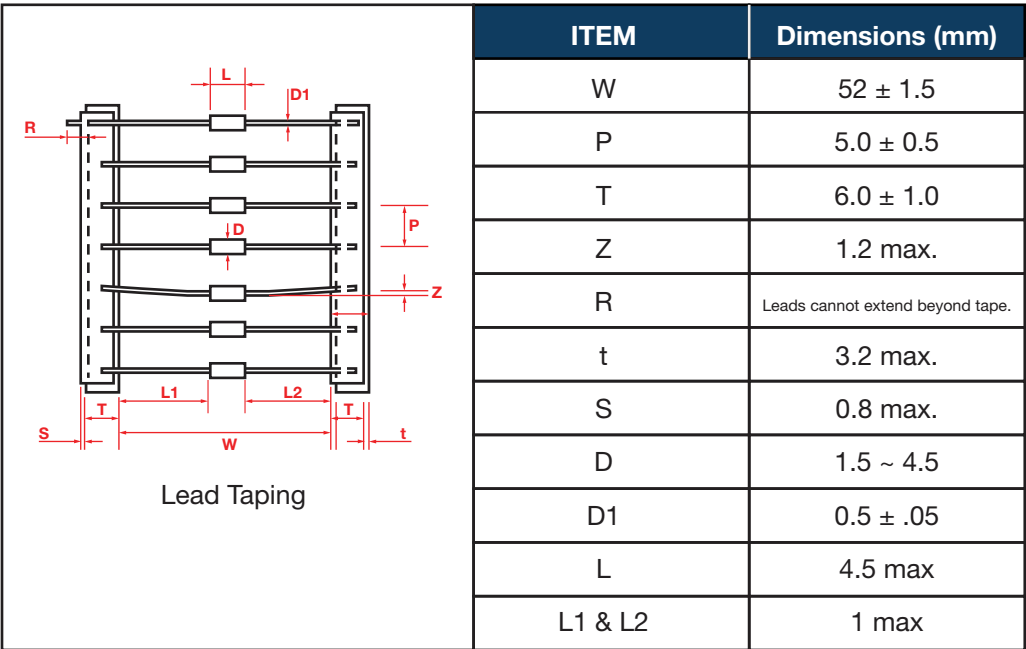 L
D1
R
P
D
Z
L1
L2
T
T
S
t
W
Lead Taping
ITEM Dimensions (mm)
W 52 ± 1.5
P 5.0 ± 0.5
T 6.0 ± 1.0
Z 1.2 max.
R Leads cannot extend beyond tape.
t 3.2 max.
S 0.8 max.
D 1.5 ~ 4.5
D1 0.5 ± .05
L 4.5 max
L1 & L2 1 max